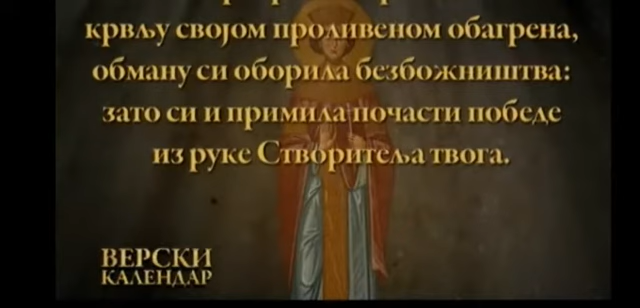 крвљу својом проливеном обагрена,
обману си оборила безбожништва:
зато си и примила почасти победе
из руке Створитеља твога.
ВЕРСКИ
КАЛЕНДАР